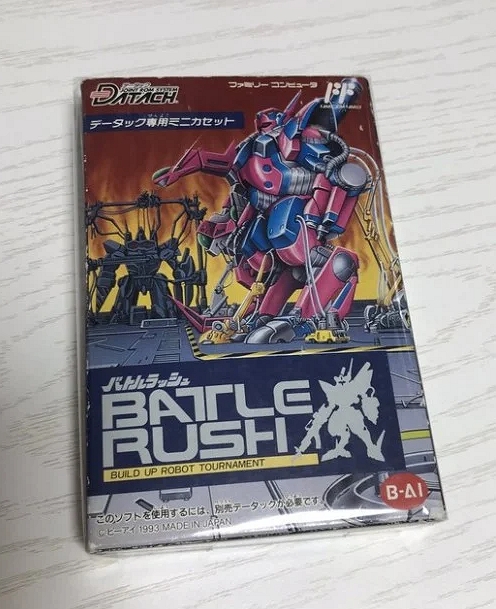 JOINT ROM SYSTEM
DATACH
ファミリーコンピュータ
データック専用ミニカセット
バトルラッシュ
BATTLE
RUSH
BUILD UP ROBOT TOURNAMENT
B-AI
このソフトを使用するには、別売データックが必要です。
©ビーアイ 1993 MADE IN JAPAN